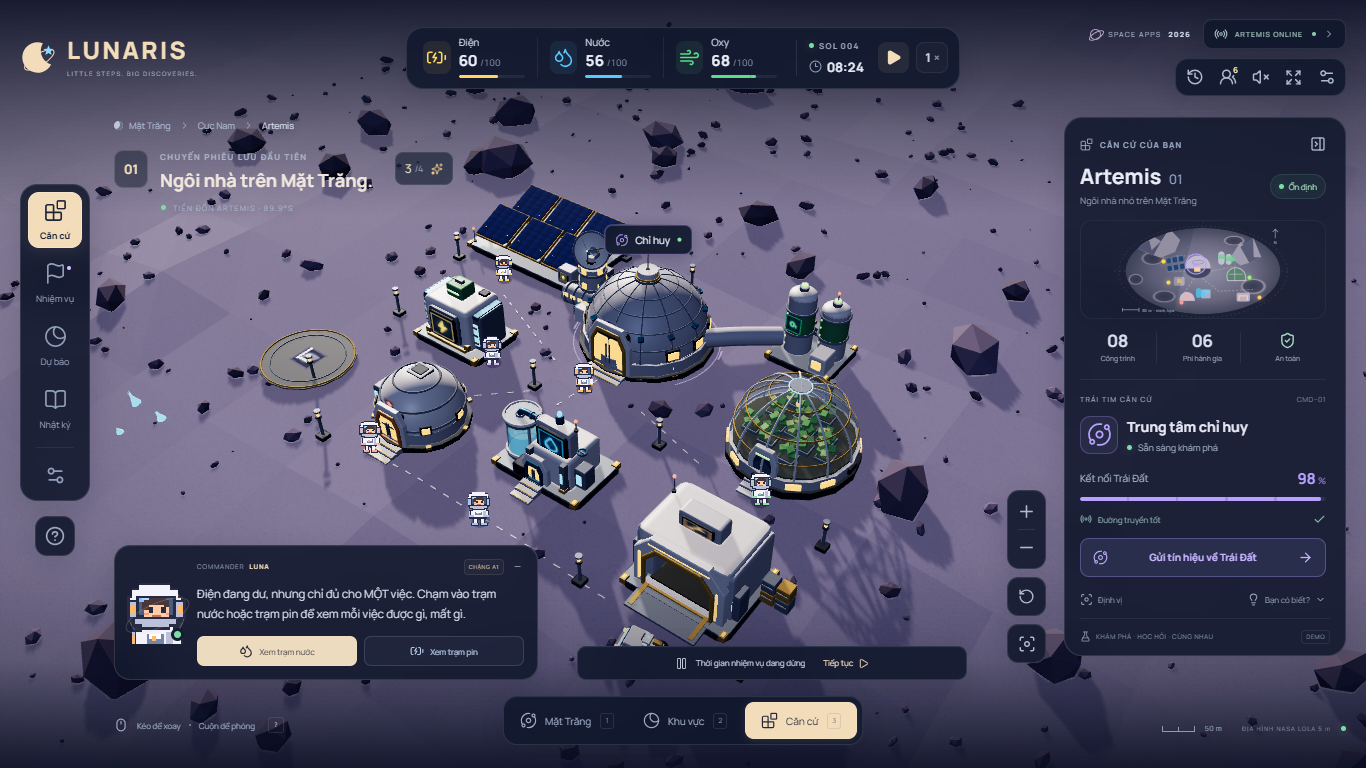 LUNARIS
LITTLE STEPS. BIG DISCOVERIES.
Điện
60 /100
Nước
56 /100
Oxy
68 /100
SOL 004
08:24
1 ×
SPACE APPS 2026
ARTEMIS ONLINE
6
Mặt Trăng > Cực Nam > Artemis
01
CHUYẾN PHIÊU LƯU ĐẦU TIÊN
Ngôi nhà trên Mặt Trăng.
TIỀN ĐỒN ARTEMIS · 89.9°S
3 /4
Căn cứ
Nhiệm vụ
Dự báo
Nhật ký
Chỉ huy
CĂN CỨ CỦA BẠN
Artemis 01
Ổn định
Ngôi nhà nhỏ trên Mặt Trăng
N
08
Công trình
06
Phi hành gia
An toàn
TRÁI TIM CĂN CỨ
CMD-01
Trung tâm chỉ huy
Sẵn sàng khám phá
Kết nối Trái Đất
98 %
Đường truyền tốt
Gửi tín hiệu về Trái Đất
Định vị
Bạn có biết?
KHÁM PHÁ · HỌC HỎI · CÙNG NHAU
DEMO
COMMANDER LUNA
CHẶNG A1
Điện đang dư, nhưng chỉ đủ cho MỘT việc. Chạm vào trạm
nước hoặc trạm pin để xem mỗi việc được gì, mất gì.
Xem trạm nước
Xem trạm pin
Thời gian nhiệm vụ đang dừng
Tiếp tục
Kéo để xoay · Cuộn để phóng
?
Mặt Trăng 1
Khu vực 2
Căn cứ 3
50 m
ĐỊA HÌNH NASA LOLA 5 m